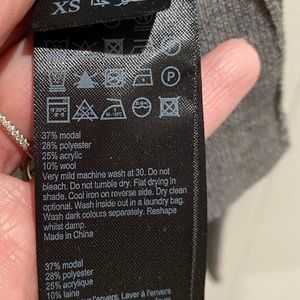 XS
37% modal
28% polyester
25% acrylic
10% wool
Very mild machine wash at 30. Do not
bleach. Do not tumble dry. Flat drying in
shade. Cool iron on reverse. Dry clean
optional. Wash inside out in a laundry bag.
Wash dark colours separately. Reshape
whilst damp.
Made in China
37% modal
28% polyester
25% acrylique
10% laine